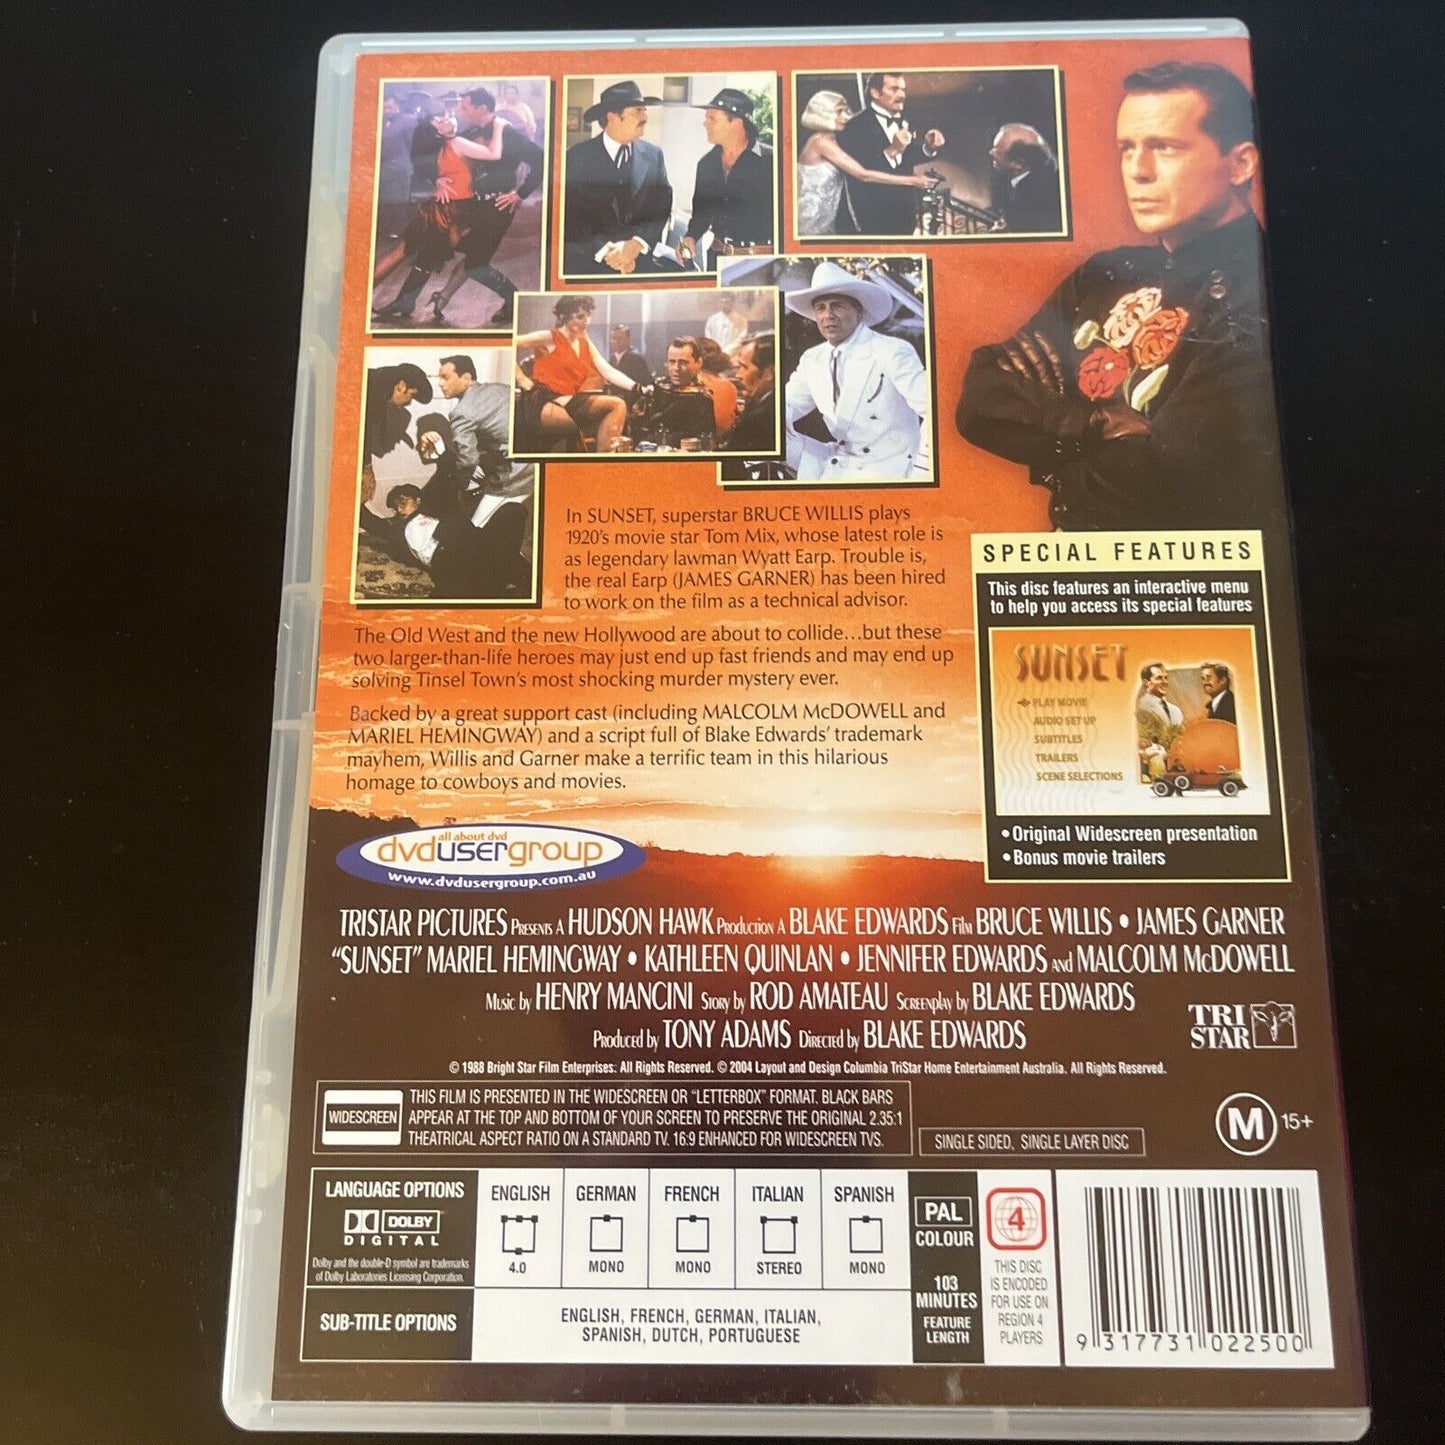 In SUNSET, superstar BRUCE WILLIS plays
1920's movie star Tom Mix, whose latest role is
as legendary lawman Wyatt Earp. Trouble is,
the real Earp (JAMES GARNER) has been hired
to work on the film as a technical advisor.
The Old West and the new Hollywood are about to collide...but these
two larger-than-life heroes may just end up fast friends and may end up
solving Tinsel Town's most shocking murder mystery ever.
Backed by a great support cast (including MALCOLM McDOWELL and
MARIEL HEMINGWAY) and a script full of Blake Edwards' trademark
mayhem, Willis and Garner make a terrific team in this hilarious
homage to cowboys and movies.
SPECIAL FEATURES
This disc features an interactive menu
to help you access its special features
SUNSET
PLAY MOVIE
AUDIO SET UP
SUBTITLES
TRAILERS
SCENE SELECTIONS
• Original Widescreen presentation
• Bonus movie trailers
all about dvd
dvdusergroup
www.dvdusergroup.com.au
TRISTAR PICTURES PRESENTS A HUDSON HAWK PRODUCTION A BLAKE EDWARDS FILM BRUCE WILLIS • JAMES GARNER
"SUNSET" MARIEL HEMINGWAY • KATHLEEN QUINLAN • JENNIFER EDWARDS AND MALCOLM McDOWELL
MUSIC by HENRY MANCINI STORY by ROD AMATEAU SCREENPLAY by BLAKE EDWARDS
PRODUCED by TONY ADAMS DIRECTED by BLAKE EDWARDS
TRI
STAR
© 1988 Bright Star Film Enterprises. All Rights Reserved. © 2004 Layout and Design Columbia TriStar Home Entertainment Australia. All Rights Reserved.
WIDESCREEN
THIS FILM IS PRESENTED IN THE WIDESCREEN OR "LETTERBOX" FORMAT. BLACK BARS
APPEAR AT THE TOP AND BOTTOM OF YOUR SCREEN TO PRESERVE THE ORIGINAL 2.35:1
THEATRICAL ASPECT RATIO ON A STANDARD TV. 16:9 ENHANCED FOR WIDESCREEN TVS.
SINGLE SIDED, SINGLE LAYER DISC
M 15+
LANGUAGE OPTIONS
DOLBY
DIGITAL
Dolby and the double-D symbol are trademarks
of Dolby Laboratories Licensing Corporation.
ENGLISH
4.0
GERMAN
MONO
FRENCH
MONO
ITALIAN
STEREO
SPANISH
MONO
SUB-TITLE OPTIONS
ENGLISH, FRENCH, GERMAN, ITALIAN,
SPANISH, DUTCH, PORTUGUESE
PAL
COLOUR
103
MINUTES
FEATURE
LENGTH
4
THIS DISC
IS ENCODED
FOR USE ON
REGION 4
PLAYERS
9 317731 022500